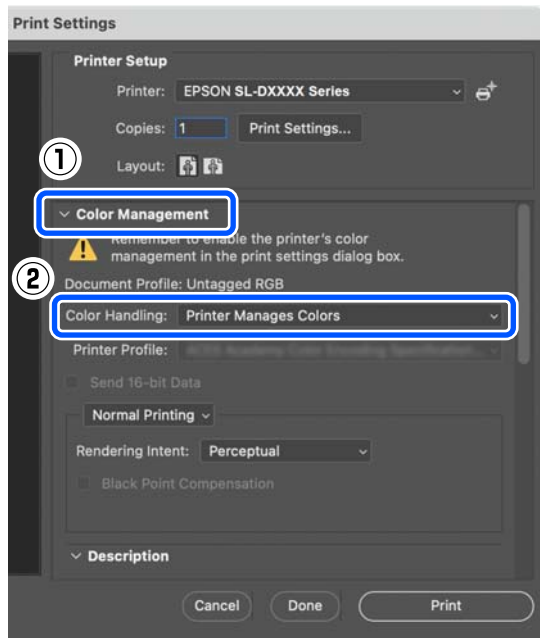 Print Settings
Printer Setup
Printer: EPSON SL-DXXXX Series
Copies: 1 Print Settings...
①
Layout:
Color Management
Remember to enable the printer's color
management in the print settings dialog box.
②
Document Profile: Untagged RGB
Color Handling: Printer Manages Colors
Printer Profile:
Send 16-bit Data
Normal Printing
Rendering Intent: Perceptual
Black Point Compensation
Description
Cancel Done Print